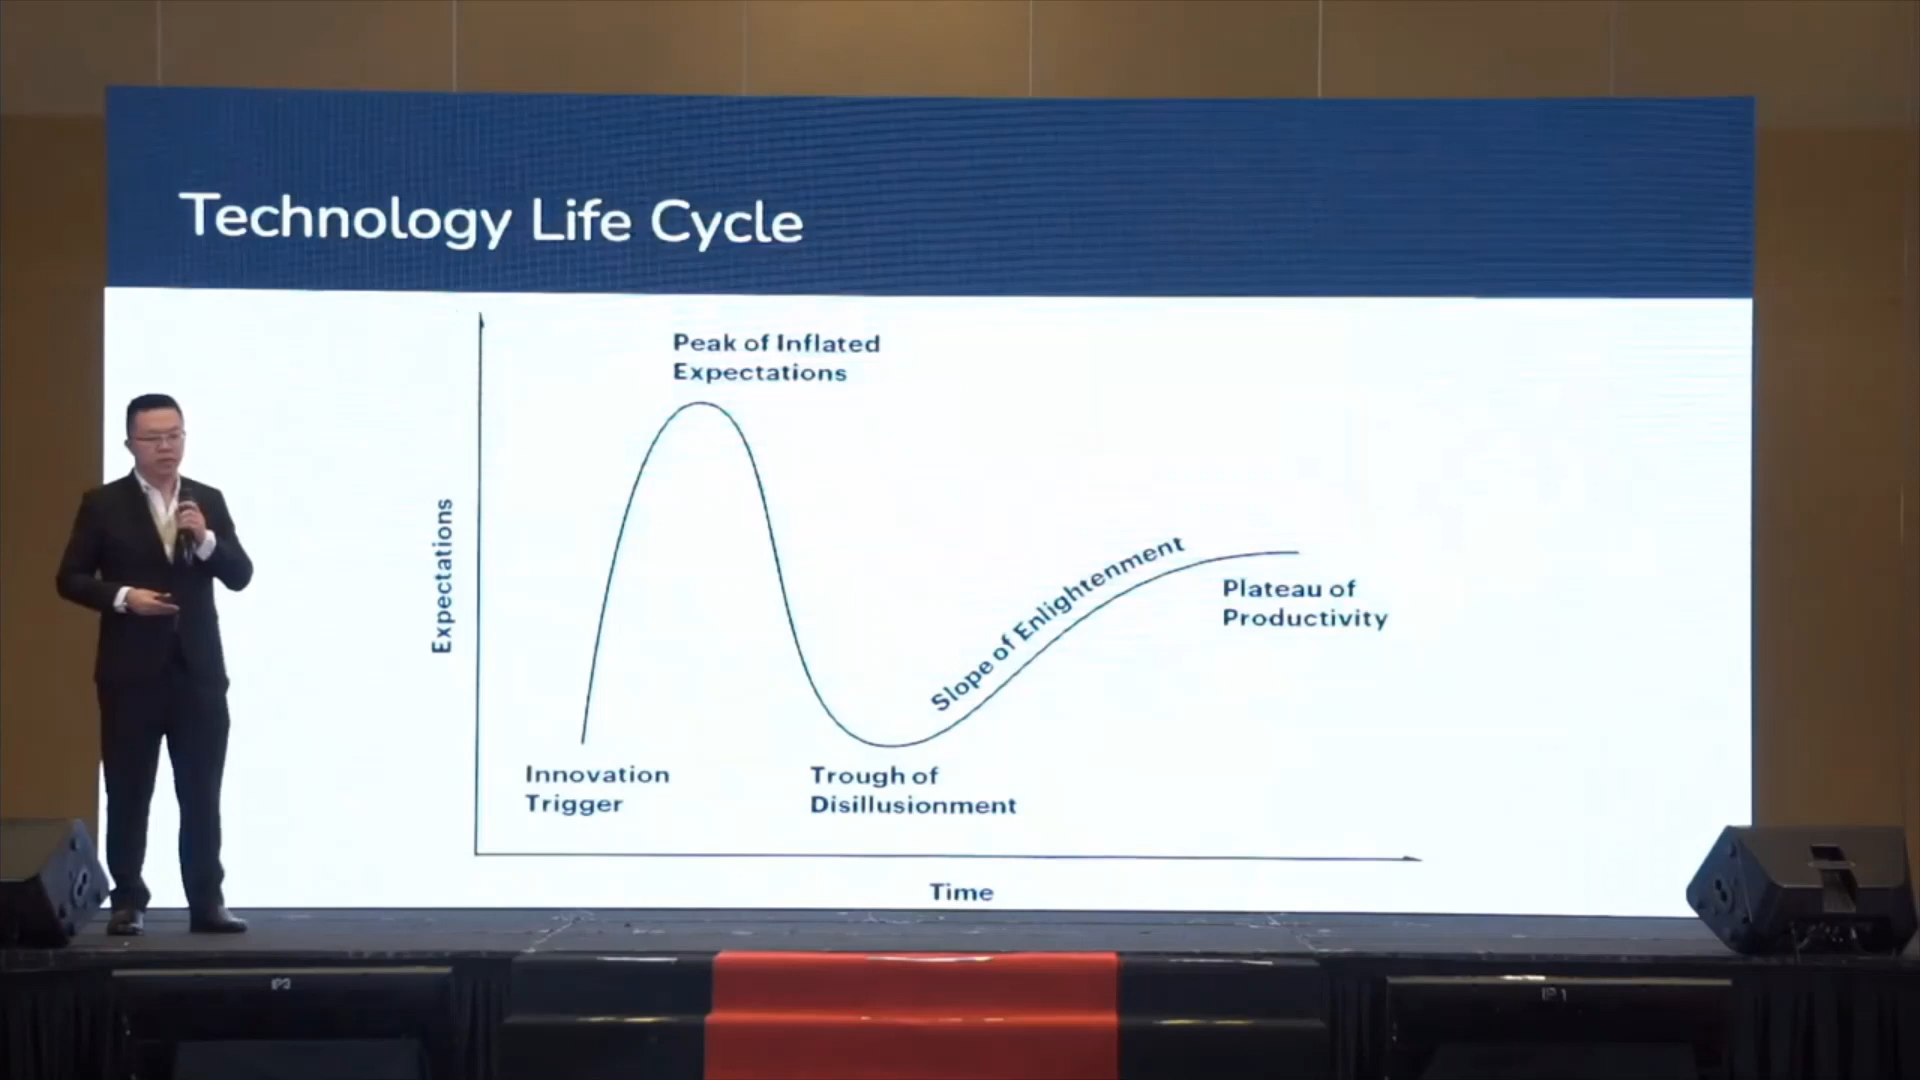 Technology Life Cycle
Peak of Inflated
Expectations
Expectations
Slope of Enlightenment
Plateau of
Productivity
Innovation
Trigger
Trough of
Disillusionment
Time